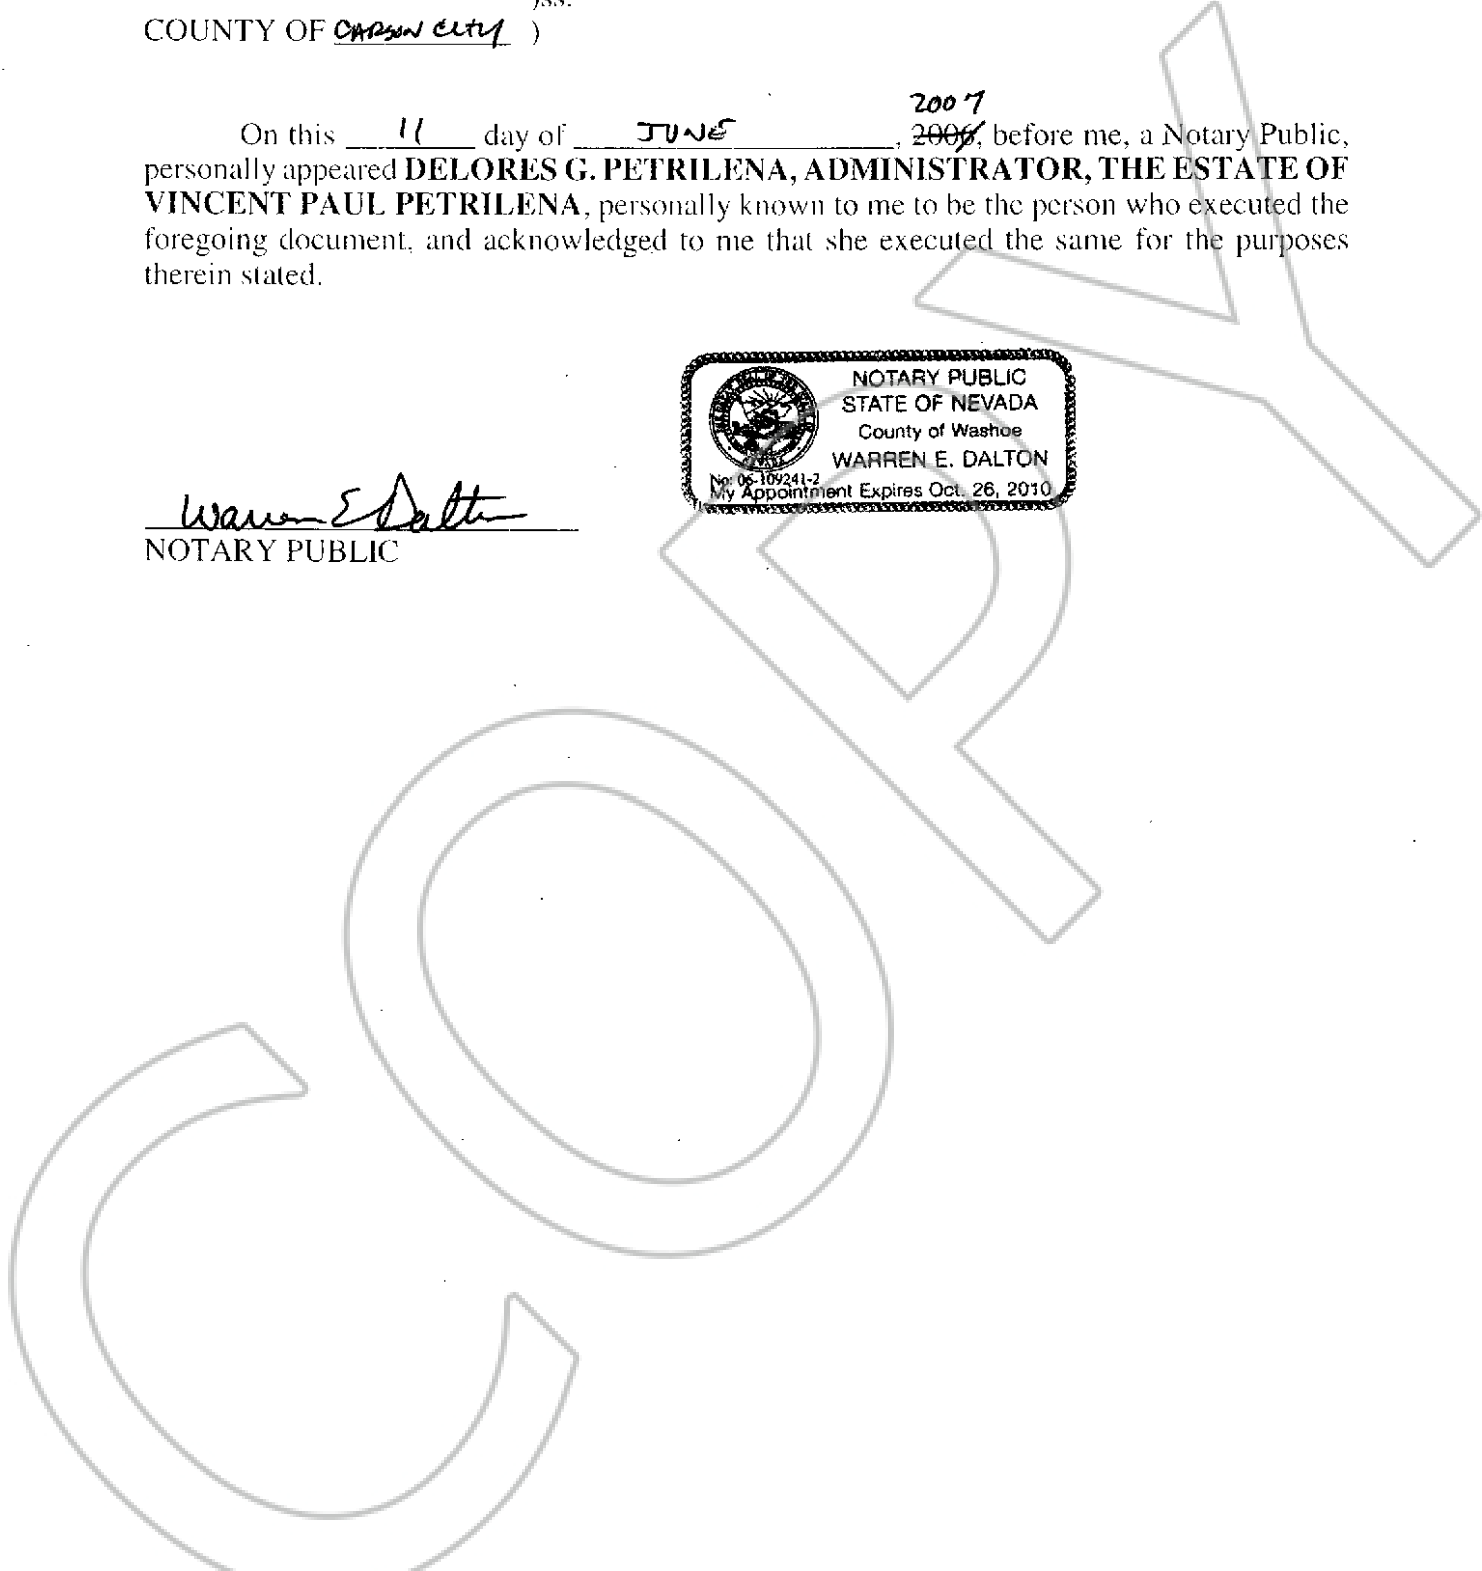 )ss.
COUNTY OF CARSON CITY )
2007
On this 11 day of JUNE, 2006, before me, a Notary Public,
personally appeared DELORES G. PETRILENA, ADMINISTRATOR, THE ESTATE OF
VINCENT PAUL PETRILENA, personally known to me to be the person who executed the
foregoing document, and acknowledged to me that she executed the same for the purposes
therein stated.
NOTARY PUBLIC
STATE OF NEVADA
County of Washoe
WARREN E. DALTON
No: 06-109241-2
My Appointment Expires Oct. 26, 2010
Warren E Dalton
NOTARY PUBLIC
COPY